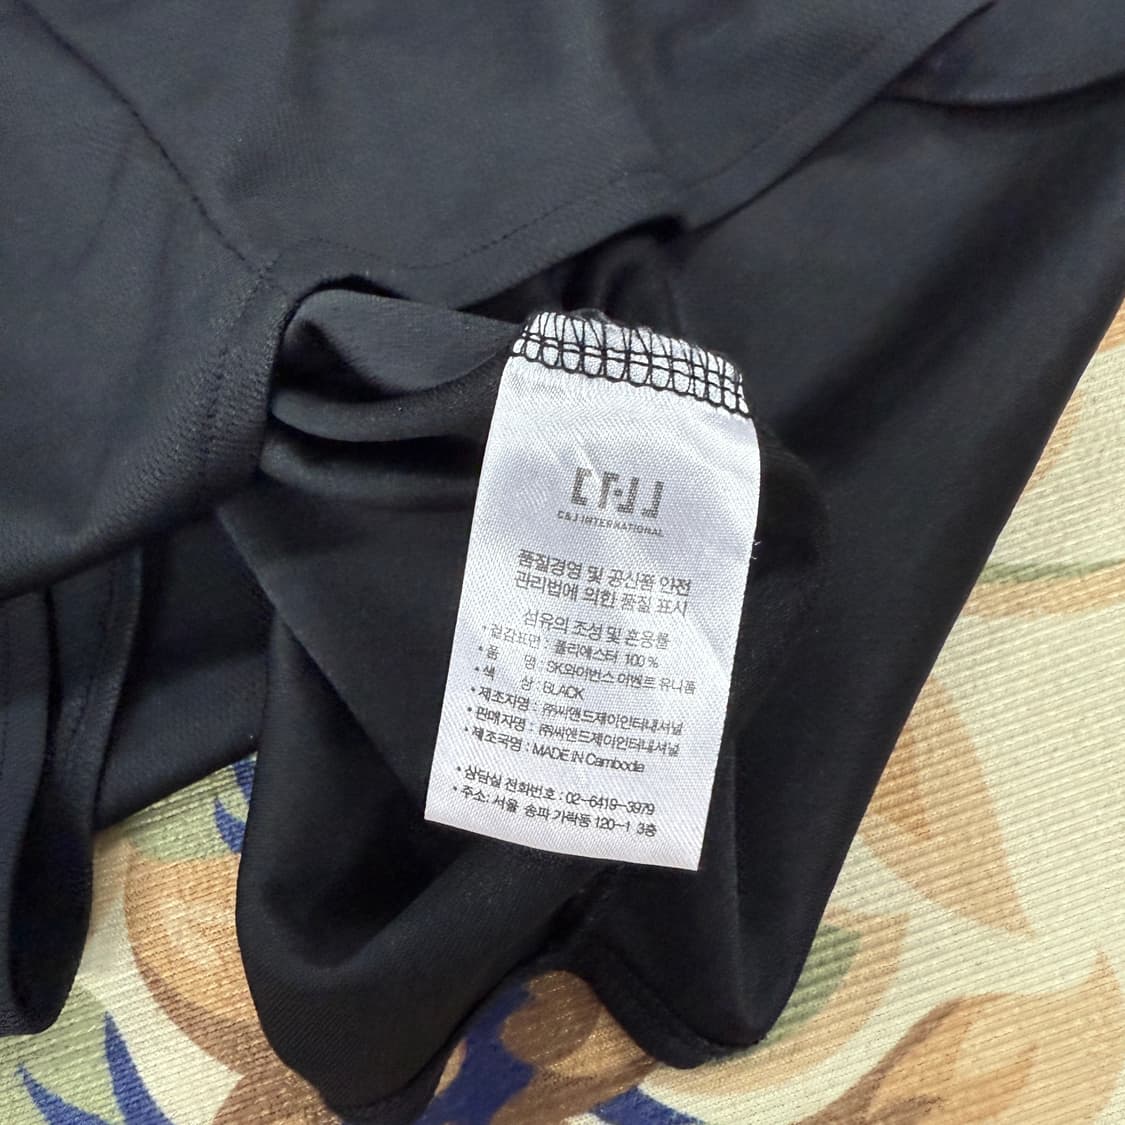 C&J
C&J INTERNATIONAL
품질경영 및 공산품 안전
관리법에 의한 품질 표시
섬유의 조성 및 혼용률
• 겉감표면 : 폴리에스터 100 %
• 품 명 : SK와이번스 이벤트 유니폼
• 색 상 : BLACK
• 제조자명 : ㈜씨앤드제이인터내셔널
• 판매자명 : ㈜씨앤드제이인터내셔널
• 제조국명 : MADE IN Cambodia
• 상담실 전화번호 : 02-6419-3979
• 주소: 서울 송파 가락동 120-1 3층